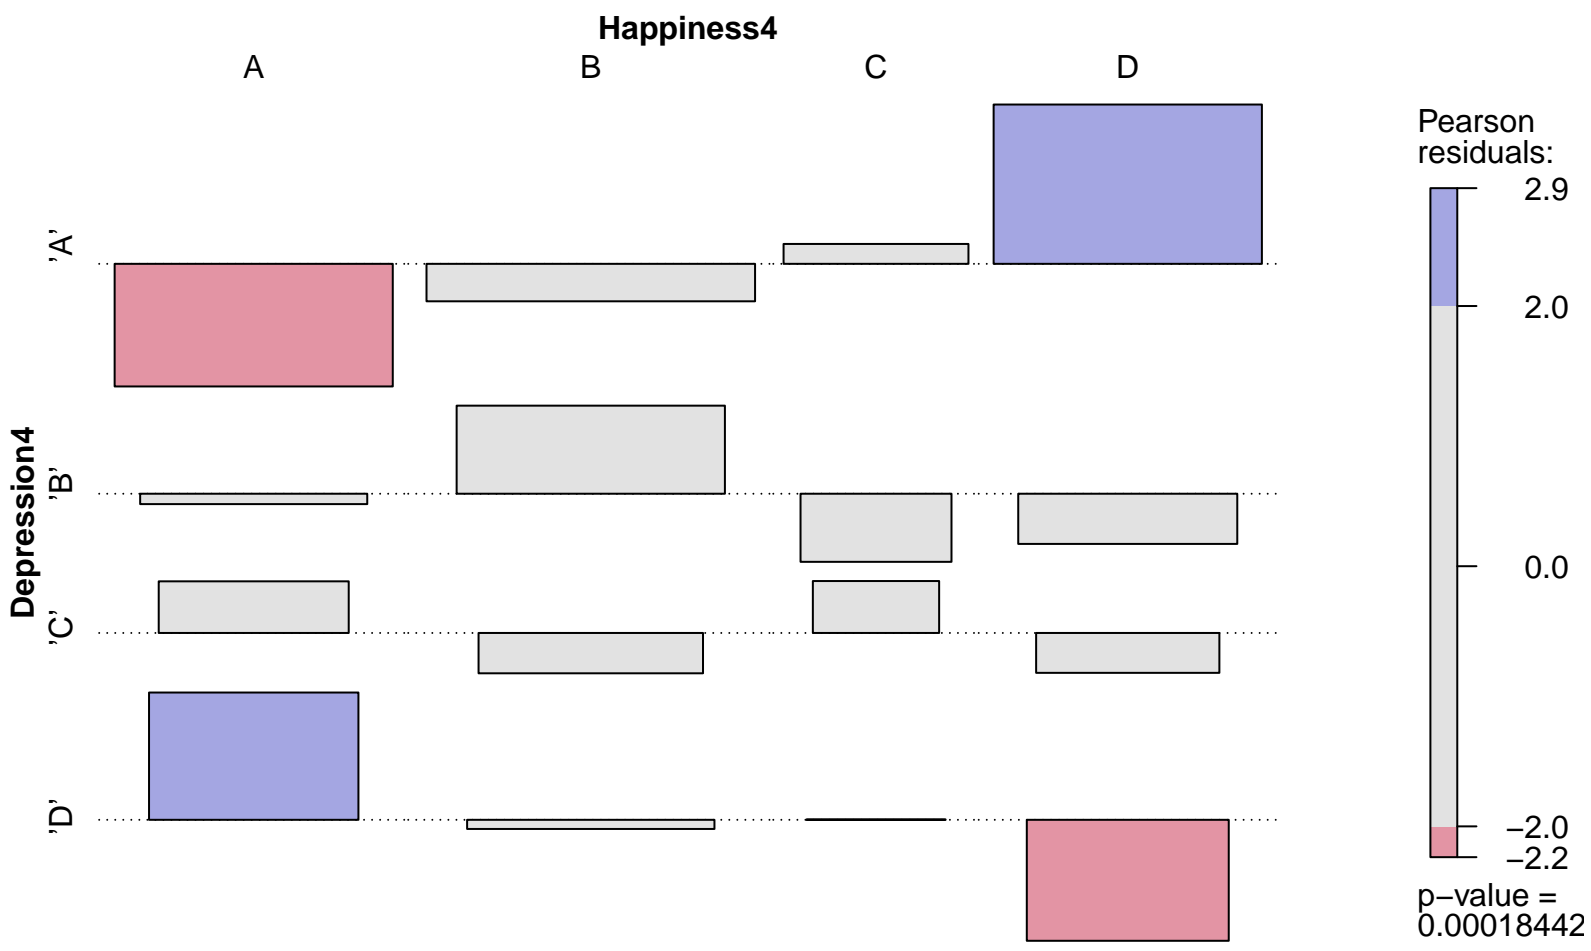 Happiness4
A B C D
Depression4
’A’
’B’
’C’
’D’
Pearson
residuals:
2.9
2.0
0.0
−2.0
−2.2
p−value =
0.00018442